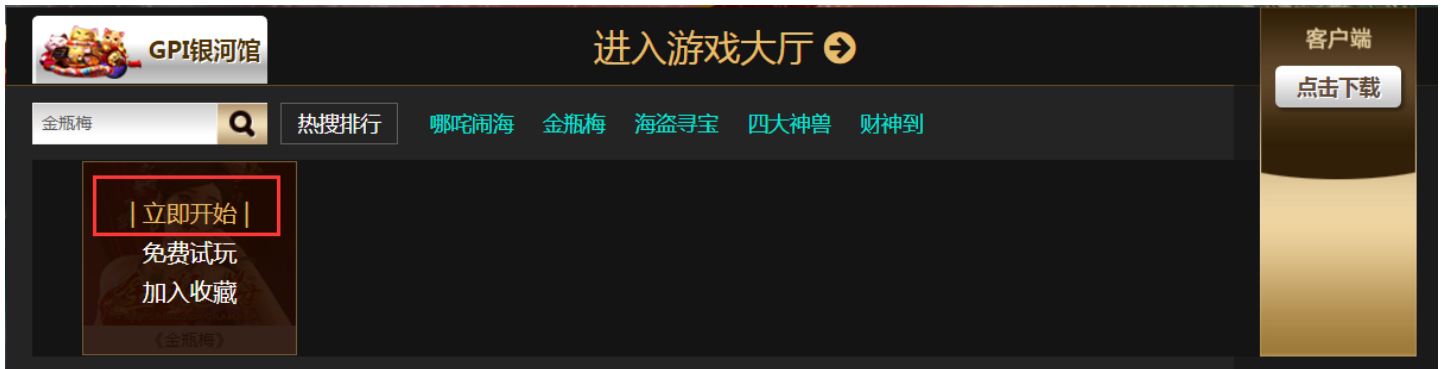 GPI银河馆
进入游戏大厅
客户端
点击下载
金瓶梅
热搜排行 哪咤闹海 金瓶梅 海盗寻宝 四大神兽 财神到
| 立即开始 |
免费试玩
加入收藏
《金瓶梅》